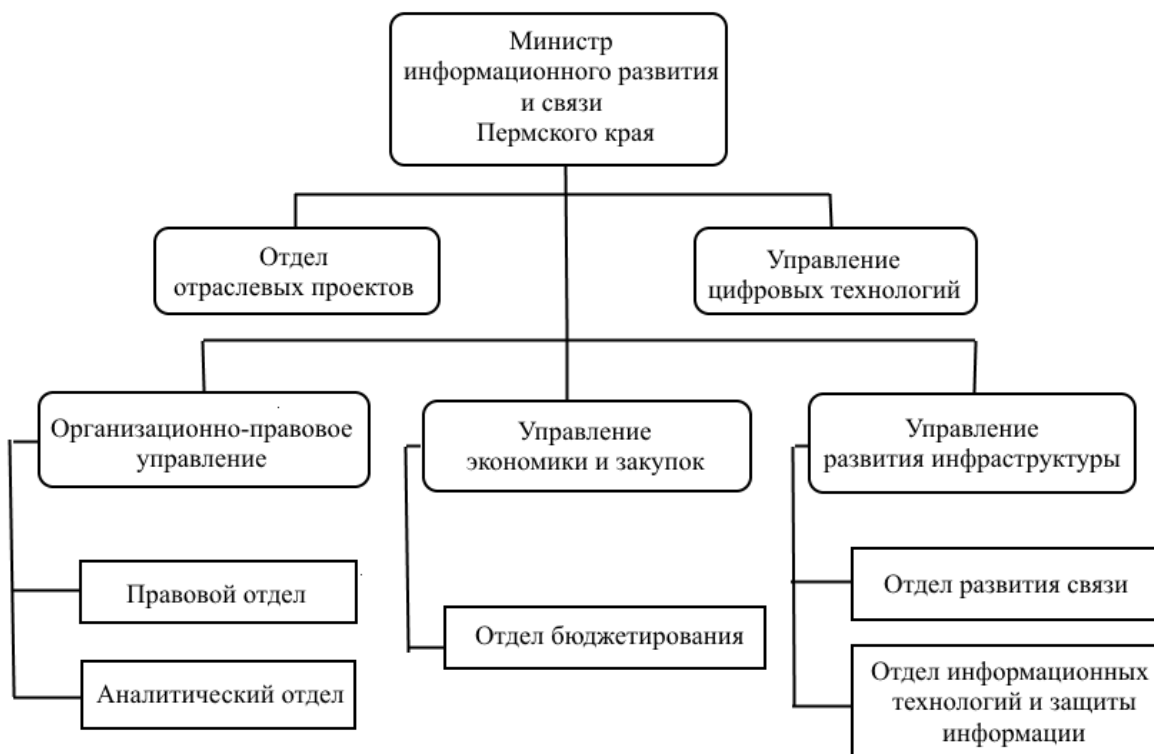 Министр
информационного развития
и связи
Пермского края
Отдел
отраслевых проектов
Управление
цифровых технологий
Организационно-правовое
управление
Управление
экономики и закупок
Управление
развития инфраструктуры
Правовой отдел
Аналитический отдел
Отдел бюджетирования
Отдел развития связи
Отдел информационных
технологий и защиты
информации